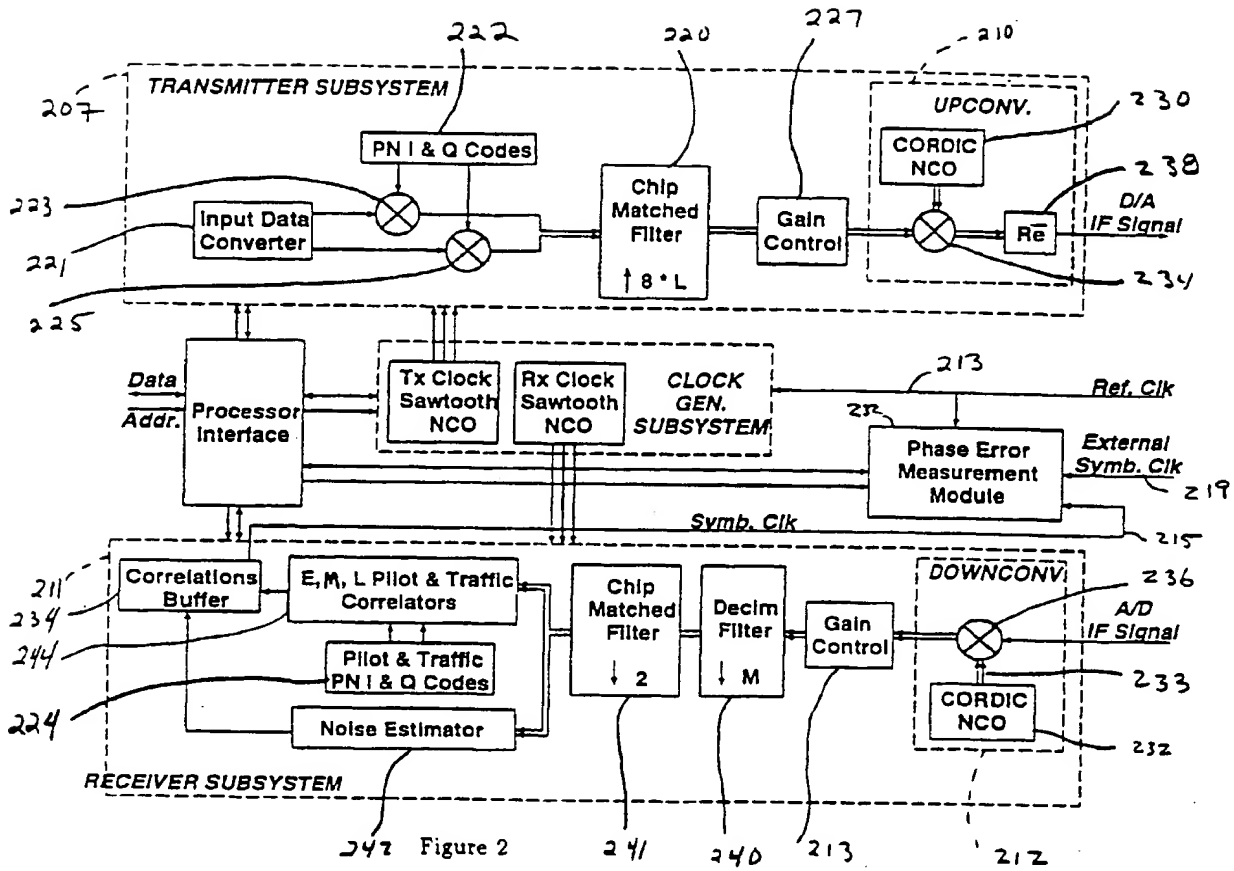 222
220
227
210
207
TRANSMITTER SUBSYSTEM
UPCONV.
230
PN I & Q Codes
CORDIC
NCO
238
223
Chip
Matched
Filter
↑ 8 * L
D/A
IF Signal
Input Data
Converter
Gain
Control
Re
221
225
234
Data
Addr.
Processor
Interface
Tx Clock
Sawtooth
NCO
Rx Clock
Sawtooth
NCO
CLOCK
GEN.
SUBSYSTEM
213
Ref. Clk
232
Phase Error
Measurement
Module
External
Symb. Clk
219
Symb. Clk
215
211
Correlations
Buffer
E, M, L Pilot & Traffic
Correlators
Chip
Matched
Filter
↓ 2
Decim
Filter
↓ M
Gain
Control
DOWNCONV
236
A/D
IF Signal
234
244
Pilot & Traffic
PN I & Q Codes
233
CORDIC
NCO
224
Noise Estimator
232
RECEIVER SUBSYSTEM
242
Figure 2
241
240
213
212